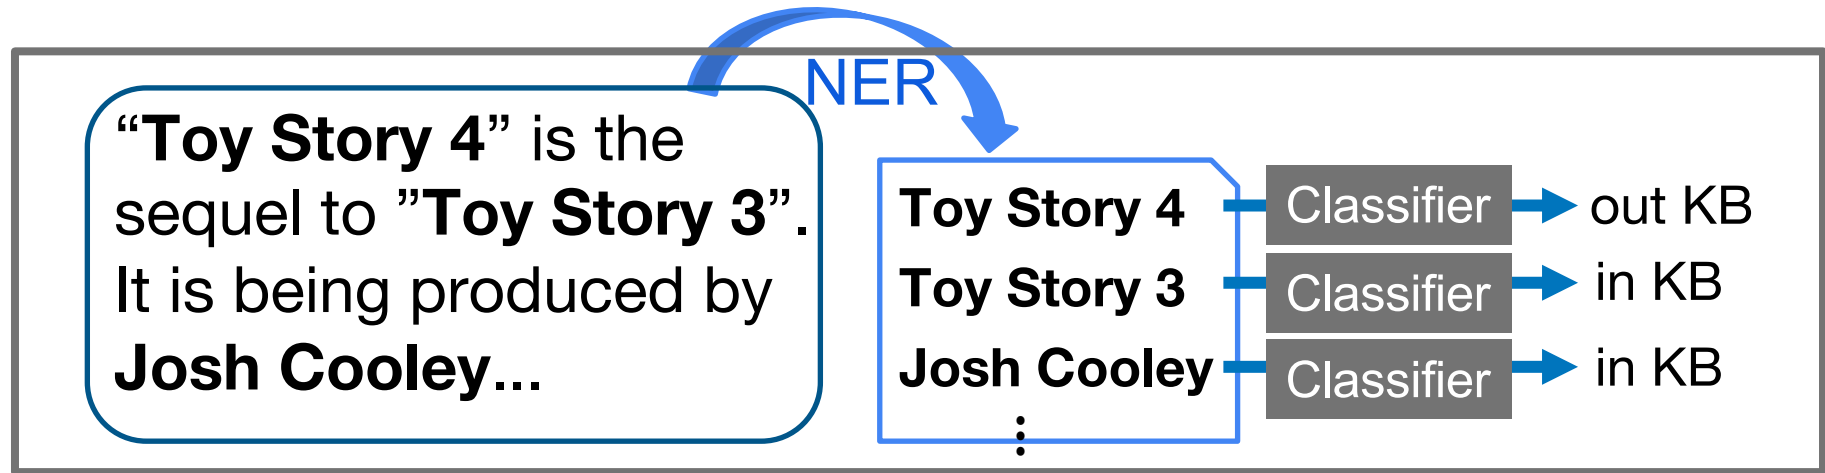 NER
“Toy Story 4” is the
sequel to ”Toy Story 3”.
It is being produced by
Josh Cooley...
Toy Story 4 Classifier out KB
Toy Story 3 Classifier in KB
Josh Cooley Classifier in KB
⋮